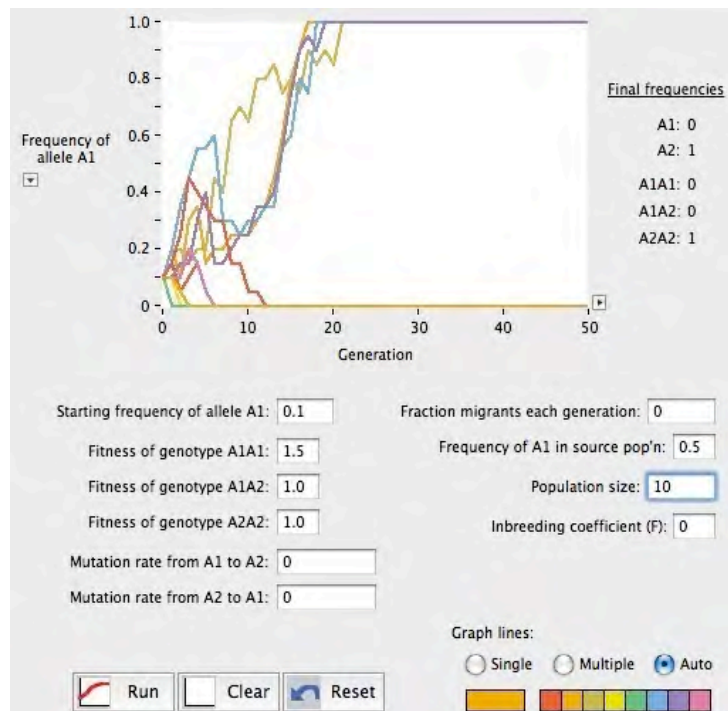 1.0
0.8
0.6
0.4
0.2
0
Frequency of
allele A1
0 10 20 30 40 50
Generation
Final frequencies
A1: 0
A2: 1
A1A1: 0
A1A2: 0
A2A2: 1
Starting frequency of allele A1: 0.1
Fitness of genotype A1A1: 1.5
Fitness of genotype A1A2: 1.0
Fitness of genotype A2A2: 1.0
Mutation rate from A1 to A2: 0
Mutation rate from A2 to A1: 0
Fraction migrants each generation: 0
Frequency of A1 in source pop'n: 0.5
Population size: 10
Inbreeding coefficient (F): 0
Graph lines:
Single Multiple Auto
Run Clear Reset